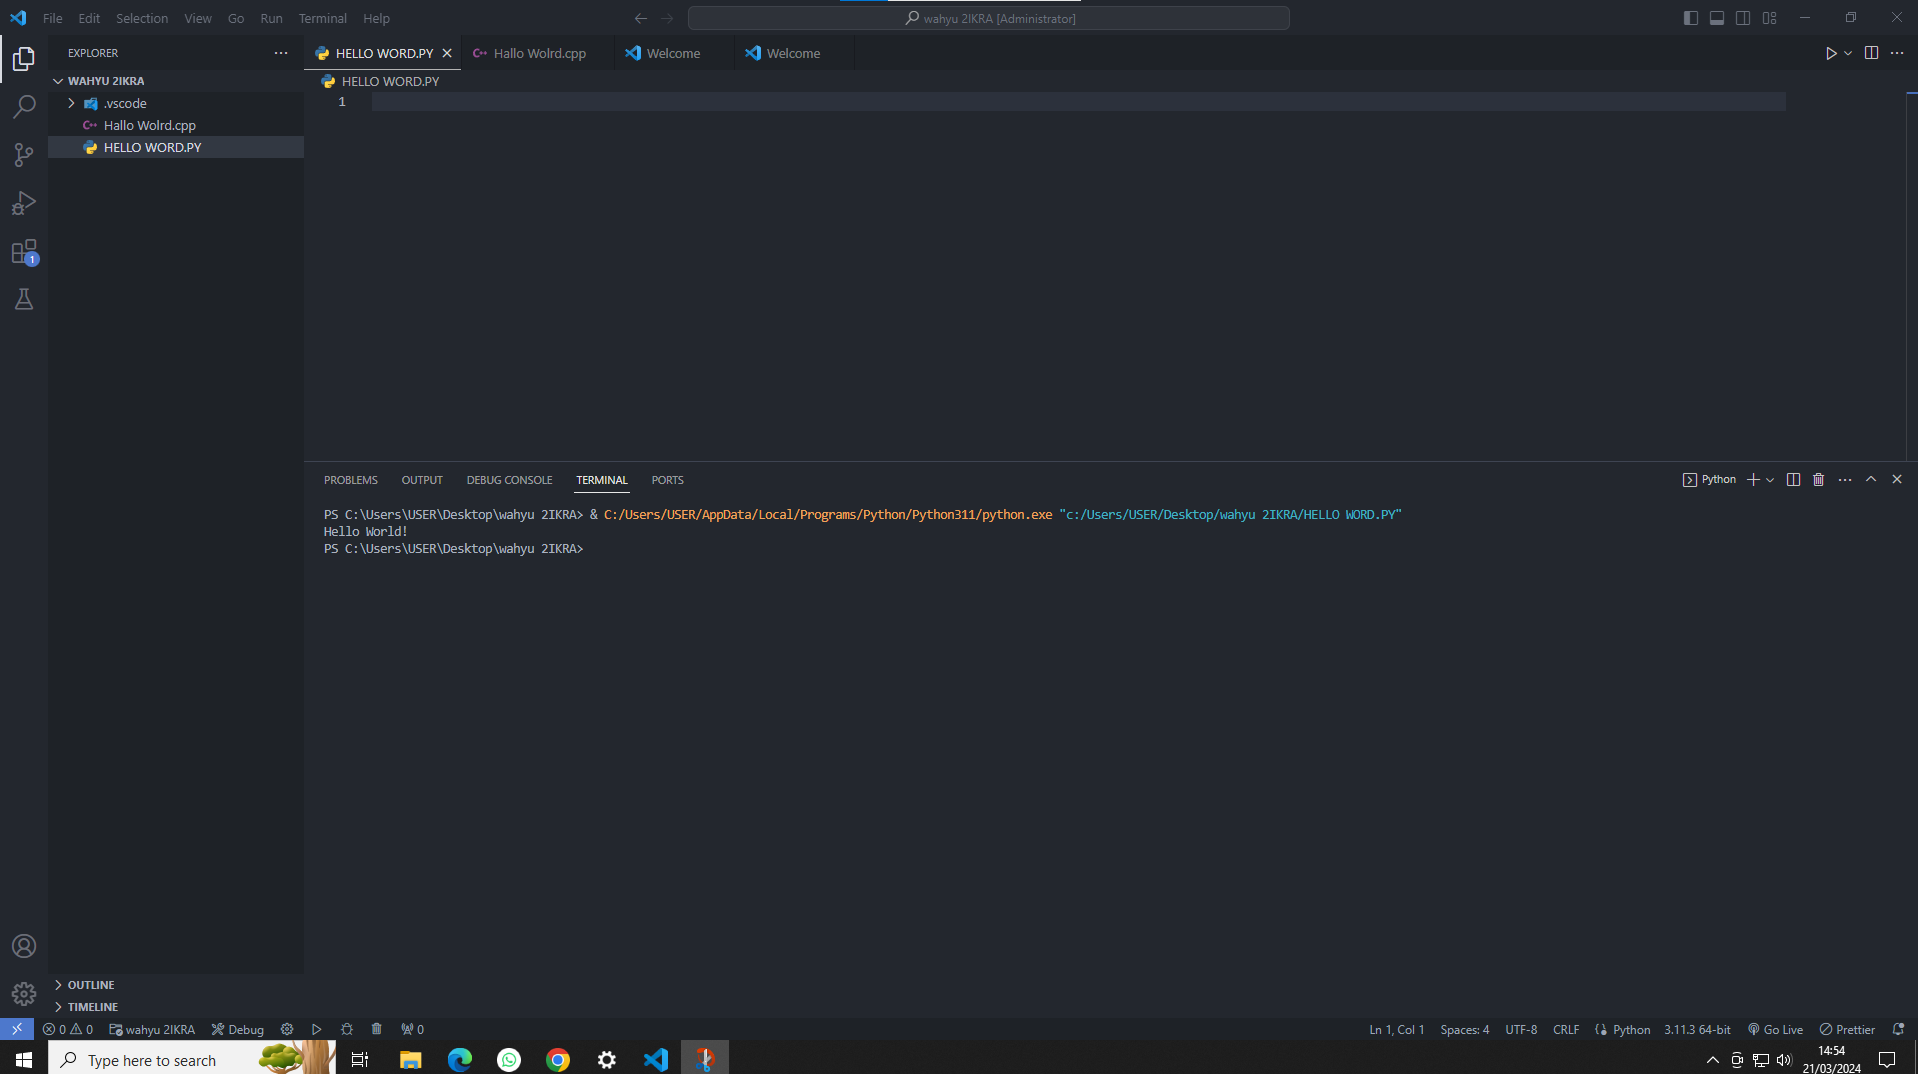 File Edit Selection View Go Run Terminal Help
wahyu 2IKRA [Administrator]
EXPLORER
HELLO WORD.PY
Hallo Wolrd.cpp
Welcome
Welcome
WAHYU 2IKRA
.vscode
Hallo Wolrd.cpp
HELLO WORD.PY
HELLO WORD.PY
1
1
PROBLEMS OUTPUT DEBUG CONSOLE TERMINAL PORTS
Python
PS C:\Users\USER\Desktop\wahyu 2IKRA> & C:/Users/USER/AppData/Local/Programs/Python/Python311/python.exe "c:/Users/USER/Desktop/wahyu 2IKRA/HELLO WORD.PY"
Hello World!
PS C:\Users\USER\Desktop\wahyu 2IKRA>
OUTLINE
TIMELINE
0 0 wahyu 2IKRA Debug 0 Ln 1, Col 1 Spaces: 4 UTF-8 CRLF Python 3.11.3 64-bit Go Live Prettier
Type here to search
14:54
21/03/2024